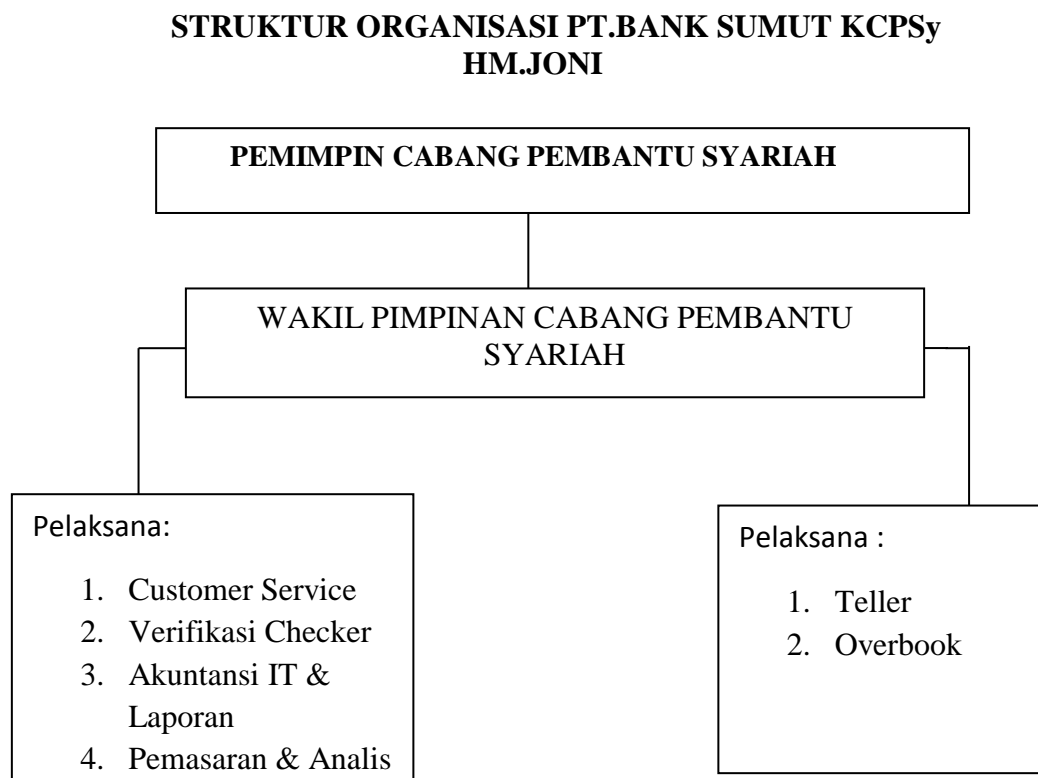 STRUKTUR ORGANISASI PT.BANK SUMUT KCPSy
HM.JONI
PEMIMPIN CABANG PEMBANTU SYARIAH
WAKIL PIMPINAN CABANG PEMBANTU
SYARIAH
Pelaksana:
1. Customer Service
2. Verifikasi Checker
3. Akuntansi IT &
Laporan
4. Pemasaran & Analis
Pelaksana :
1. Teller
2. Overbook